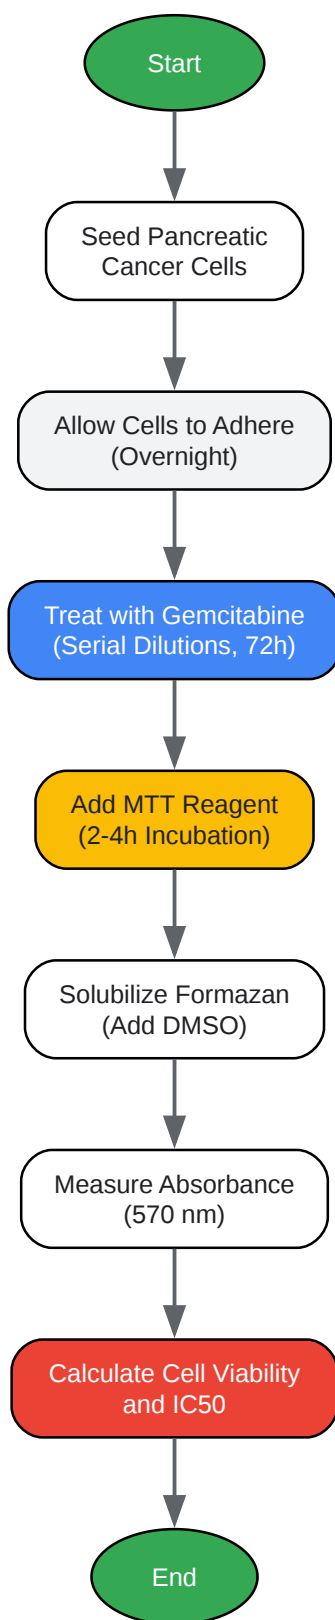 Start
Seed Pancreatic
Cancer Cells
Allow Cells to Adhere
(Overnight)
Treat with Gemcitabine
(Serial Dilutions, 72h)
Add MTT Reagent
(2-4h Incubation)
Solubilize Formazan
(Add DMSO)
Measure Absorbance
(570 nm)
Calculate Cell Viability
and IC50
End